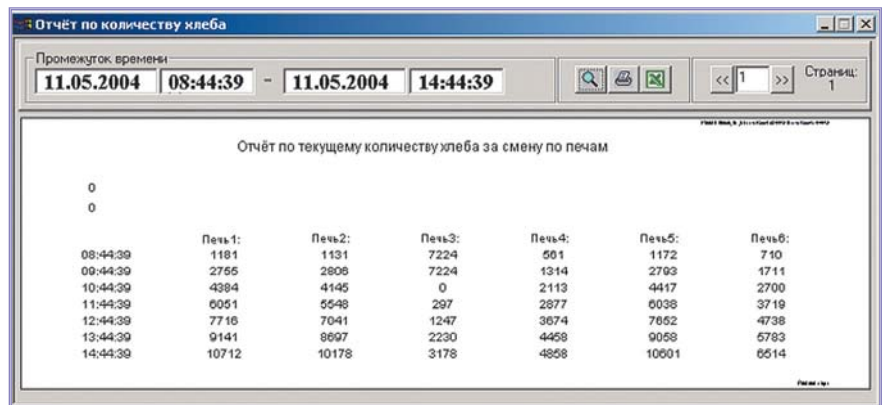 Отчёт по количеству хлеба
Промежуток времени
11.05.2004 08:44:39 - 11.05.2004 14:44:39
<< 1 >> Страниц: 1
Отчёт по текущему количеству хлеба за смену по печам
0
0
Печь1: Печь2: Печь3: Печь4: Печь5: Печь6:
08:44:39 1181 1131 7224 561 1172 710
09:44:39 2755 2806 7224 1314 2793 1711
10:44:39 4384 4145 0 2113 4417 2700
11:44:39 6051 5548 297 2877 6038 3719
12:44:39 7716 7041 1247 3674 7652 4738
13:44:39 9141 8697 2230 4458 9058 5783
14:44:39 10712 10178 3178 4858 10601 6514